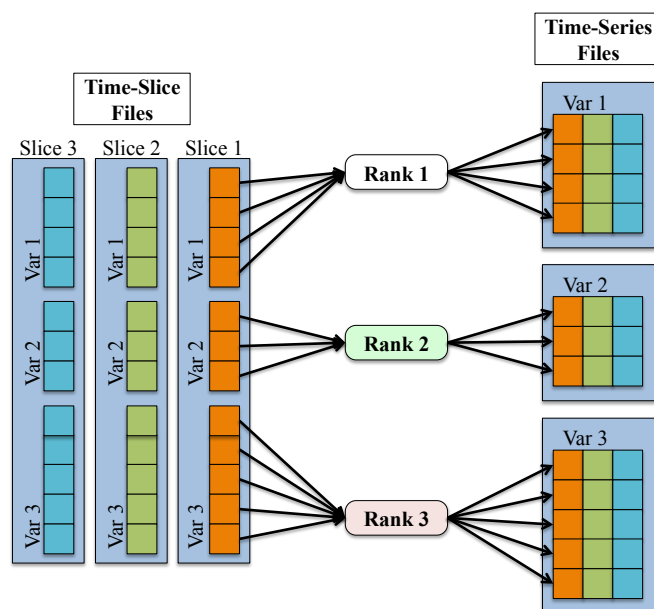 Time-Series
Files
Time-Slice
Files
Slice 3
Slice 2
Slice 1
Var 1
Var 1
Var 1
Var 2
Var 2
Var 2
Var 3
Var 3
Var 3
Rank 1
Rank 2
Rank 3
Var 1
Var 2
Var 3